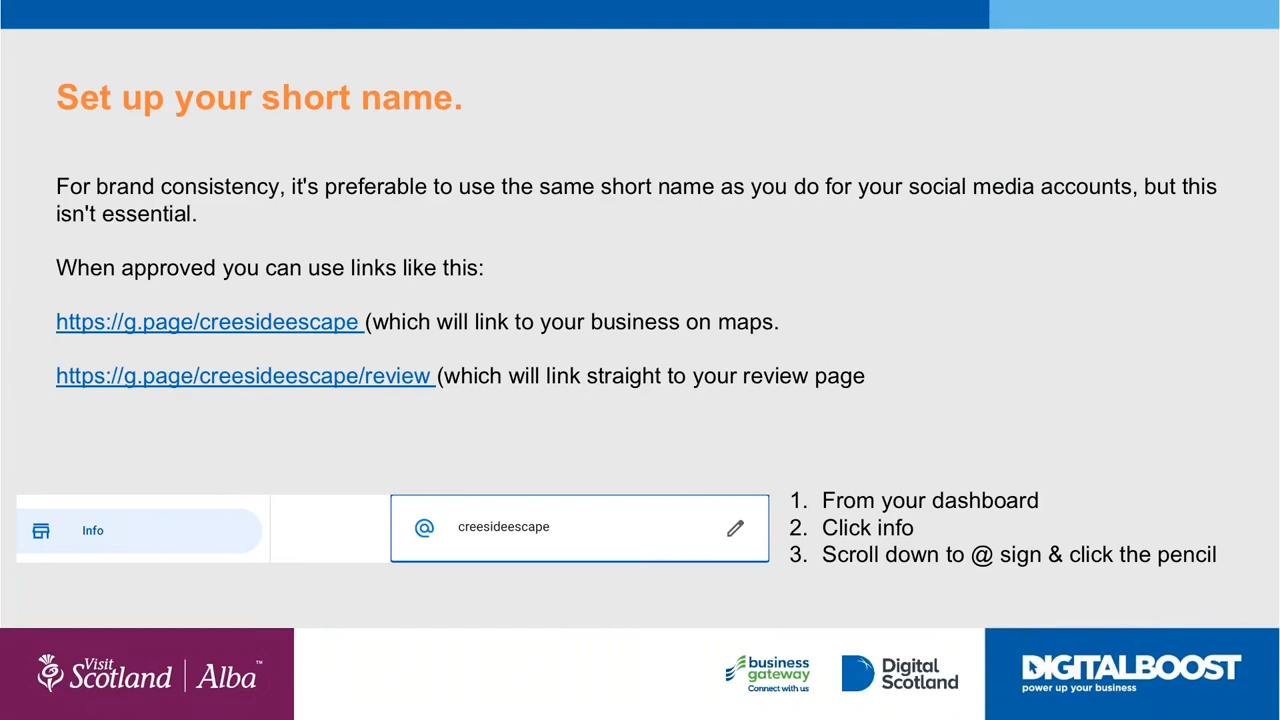 Set up your short name.
For brand consistency, it's preferable to use the same short name as you do for your social media accounts, but this
isn't essential.
When approved you can use links like this:
https://g.page/creesideescape (which will link to your business on maps.
https://g.page/creesideescape/review (which will link straight to your review page
Info
@ creesideescape
1. From your dashboard
2. Click info
3. Scroll down to @ sign & click the pencil
Visit
Scotland | Alba™
business
gateway
Connect with us
Digital
Scotland
DIGITALBOOST
power up your business